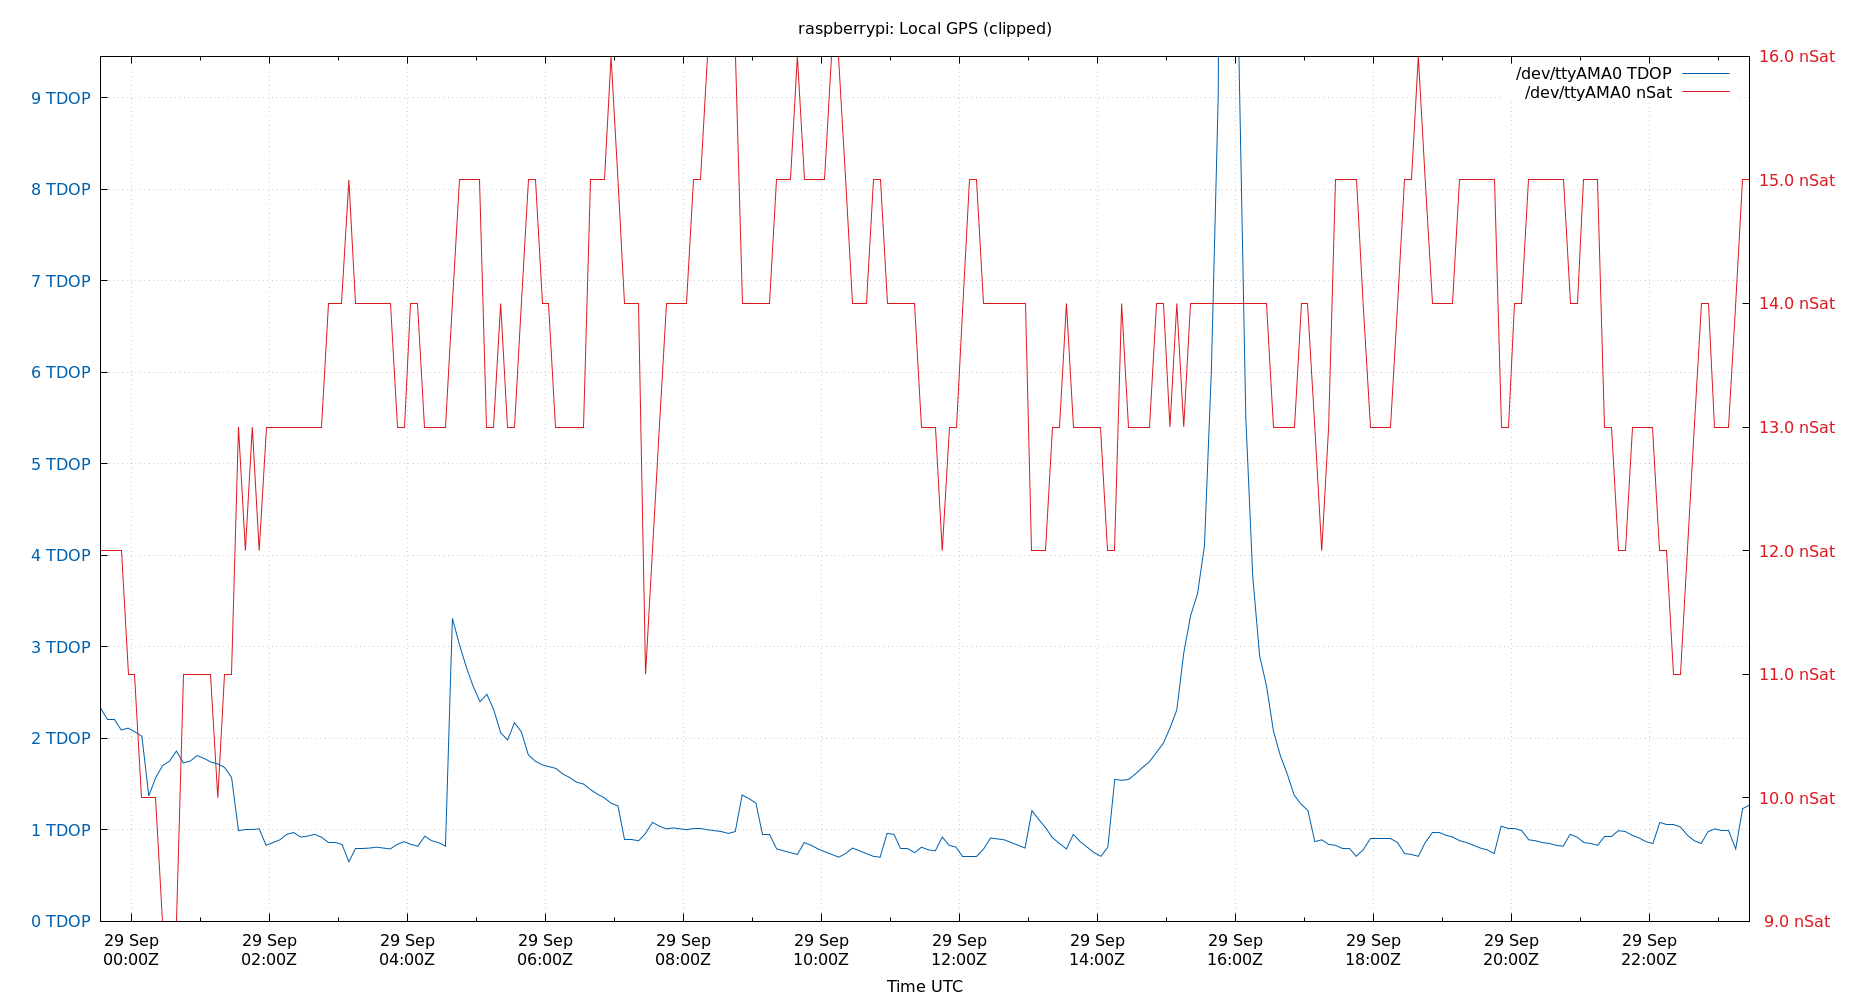 raspberrypi: Local GPS (clipped)
/dev/ttyAMA0 TDOP
/dev/ttyAMA0 nSat
9 TDOP
8 TDOP
7 TDOP
6 TDOP
5 TDOP
4 TDOP
3 TDOP
2 TDOP
1 TDOP
0 TDOP
16.0 nSat
15.0 nSat
14.0 nSat
13.0 nSat
12.0 nSat
11.0 nSat
10.0 nSat
9.0 nSat
29 Sep 29 Sep 29 Sep 29 Sep 29 Sep 29 Sep 29 Sep 29 Sep 29 Sep 29 Sep 29 Sep 29 Sep
00:00Z 02:00Z 04:00Z 06:00Z 08:00Z 10:00Z 12:00Z 14:00Z 16:00Z 18:00Z 20:00Z 22:00Z
Time UTC